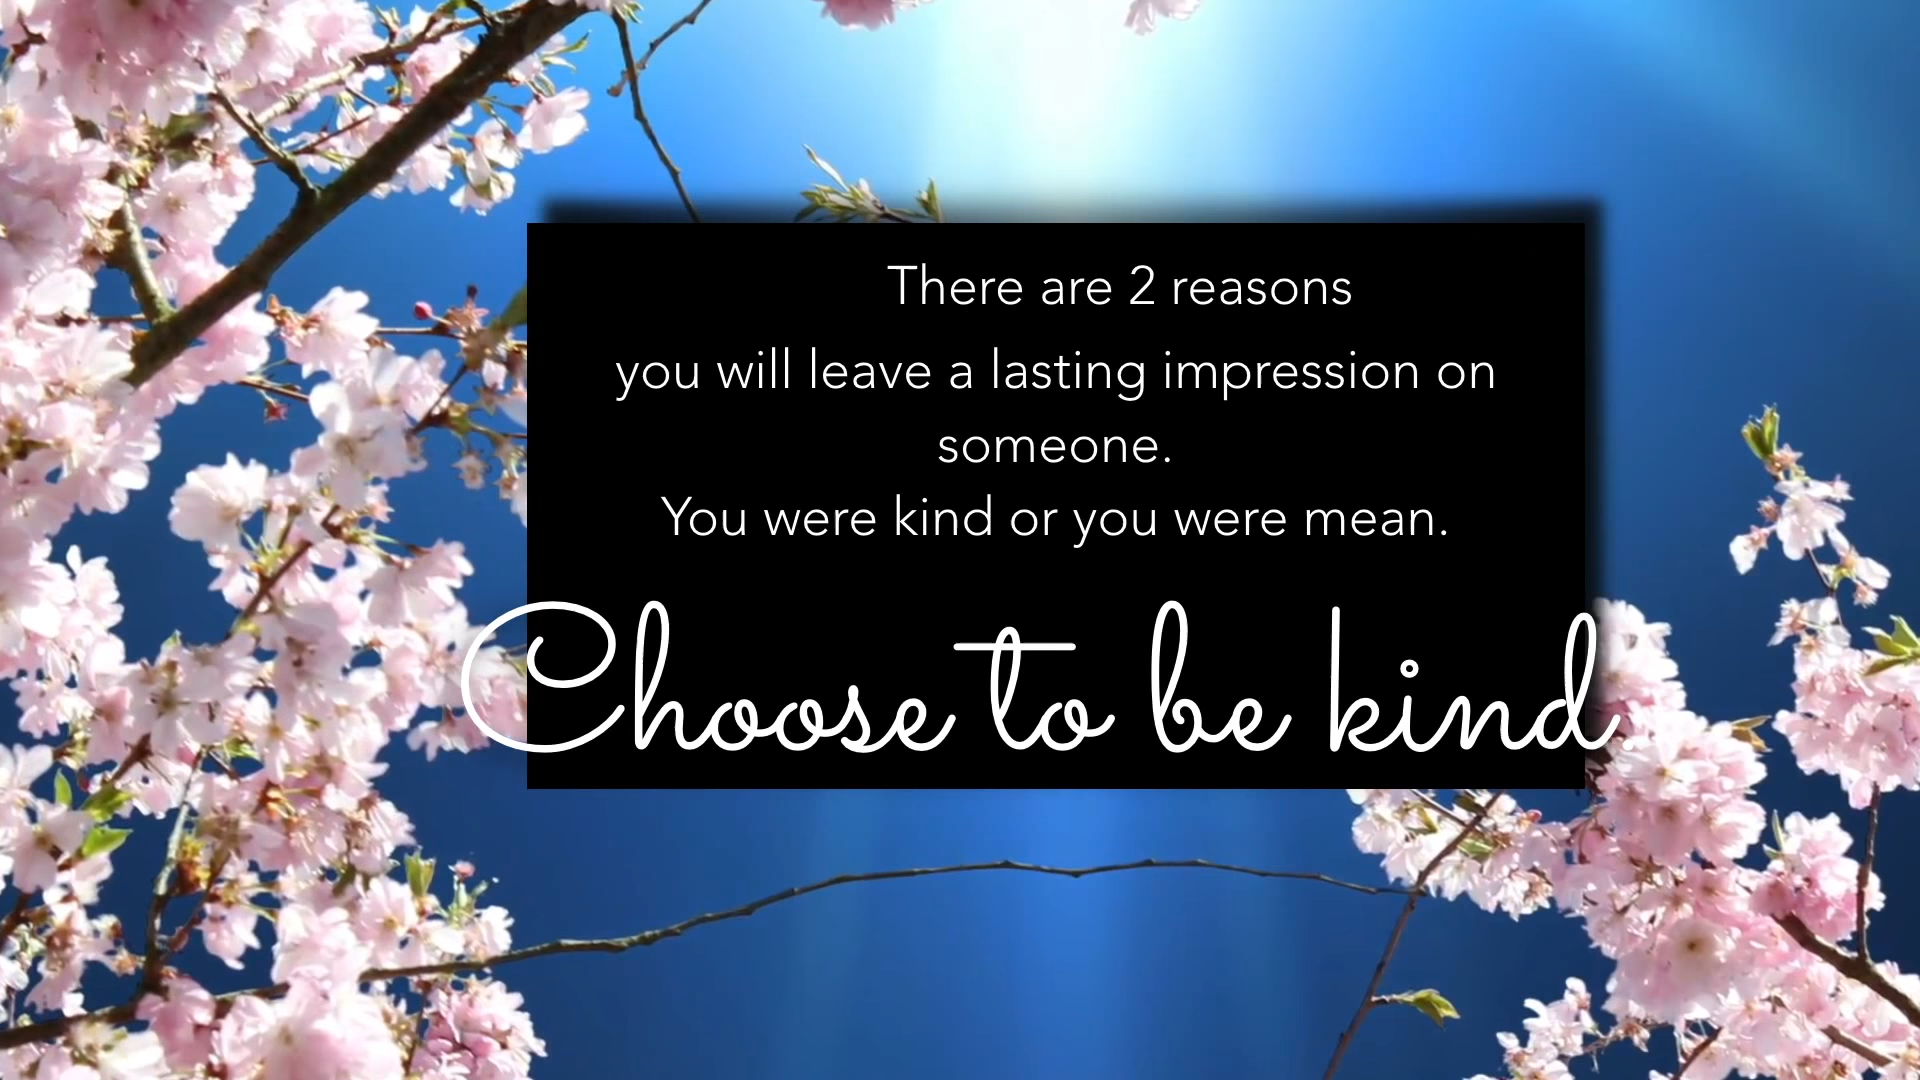 There are 2 reasons
you will leave a lasting impression on
someone.
You were kind or you were mean.
Choose to be kind.